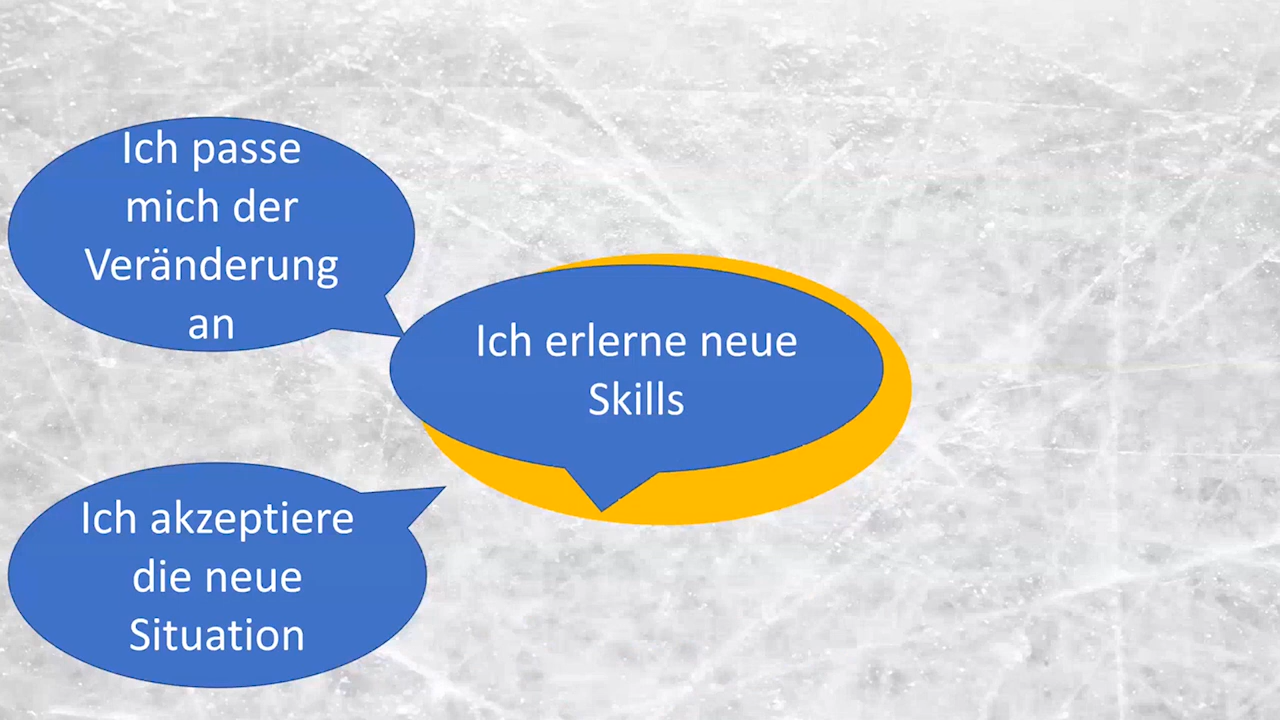 Ich passe
mich der
Veränderung
an
Ich erlerne neue
Skills
Ich akzeptiere
die neue
Situation